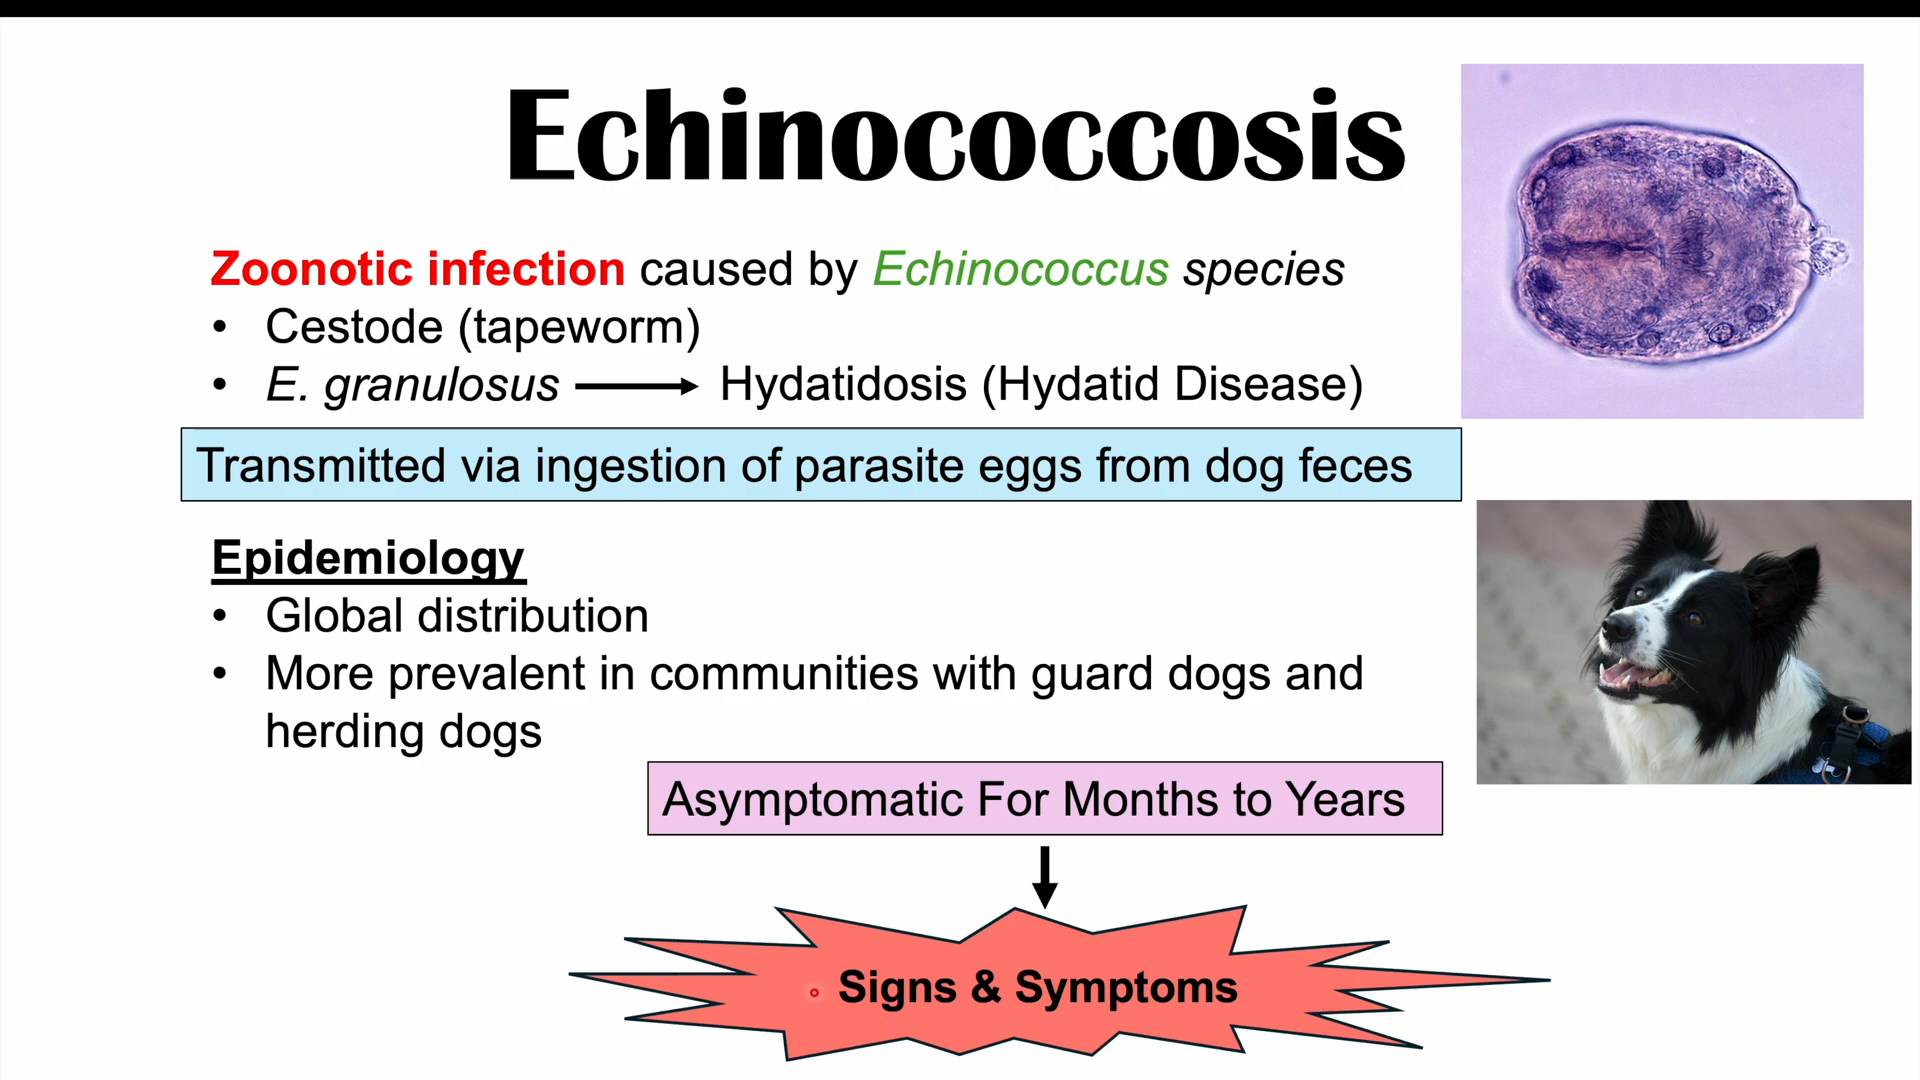 Echinococcosis
Zoonotic infection caused by Echinococcus species
• Cestode (tapeworm)
• E. granulosus Hydatidosis (Hydatid Disease)
Transmitted via ingestion of parasite eggs from dog feces
Epidemiology
• Global distribution
• More prevalent in communities with guard dogs and
herding dogs
Asymptomatic For Months to Years
Signs & Symptoms